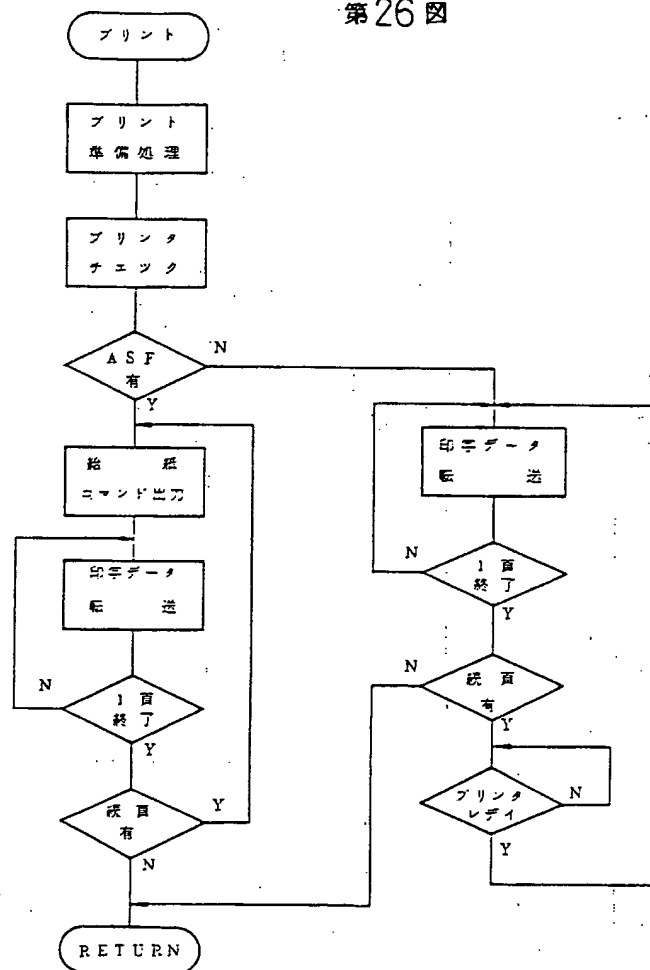 第26図
プリント
プリント
準備処理
プリンタ
チエツク
ASF
有
N
Y
給紙
コマンド出力
印字データ
転送
N
1頁
終了
Y
続頁
有
Y
N
RETURN
印字データ
転送
N
1頁
終了
Y
N
続頁
有
Y
プリンタ
レデイ
N
Y